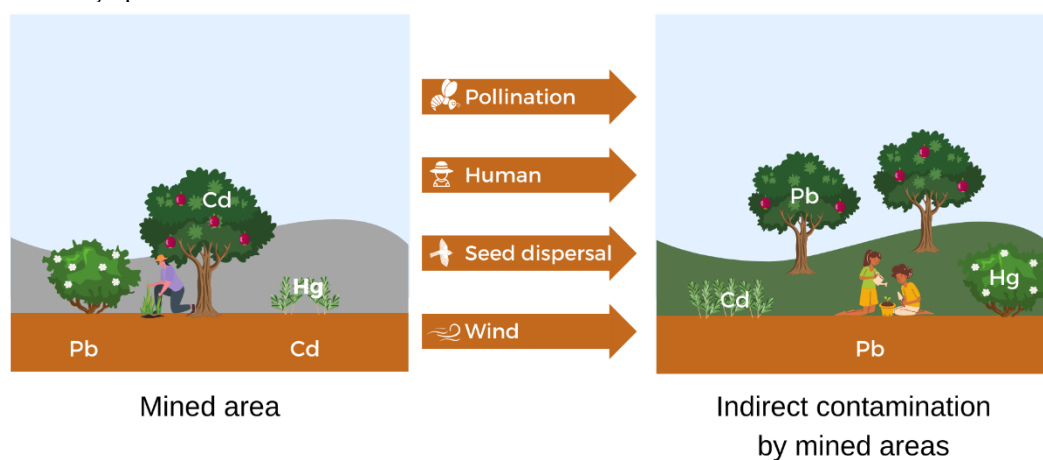 Pollination
Human
Seed dispersal
Wind
Cd
Hg
Pb
Cd
Pb
Cd
Hg
Pb
Mined area
Indirect contamination
by mined areas